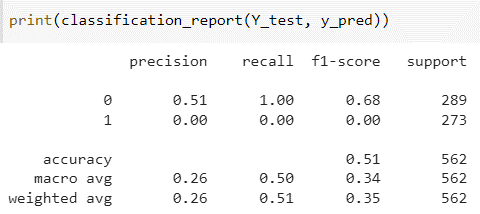 print(classification_report(Y_test, y_pred))
precision recall f1-score support
0 0.51 1.00 0.68 289
1 0.00 0.00 0.00 273
accuracy 0.51 562
macro avg 0.26 0.50 0.34 562
weighted avg 0.26 0.51 0.35 562